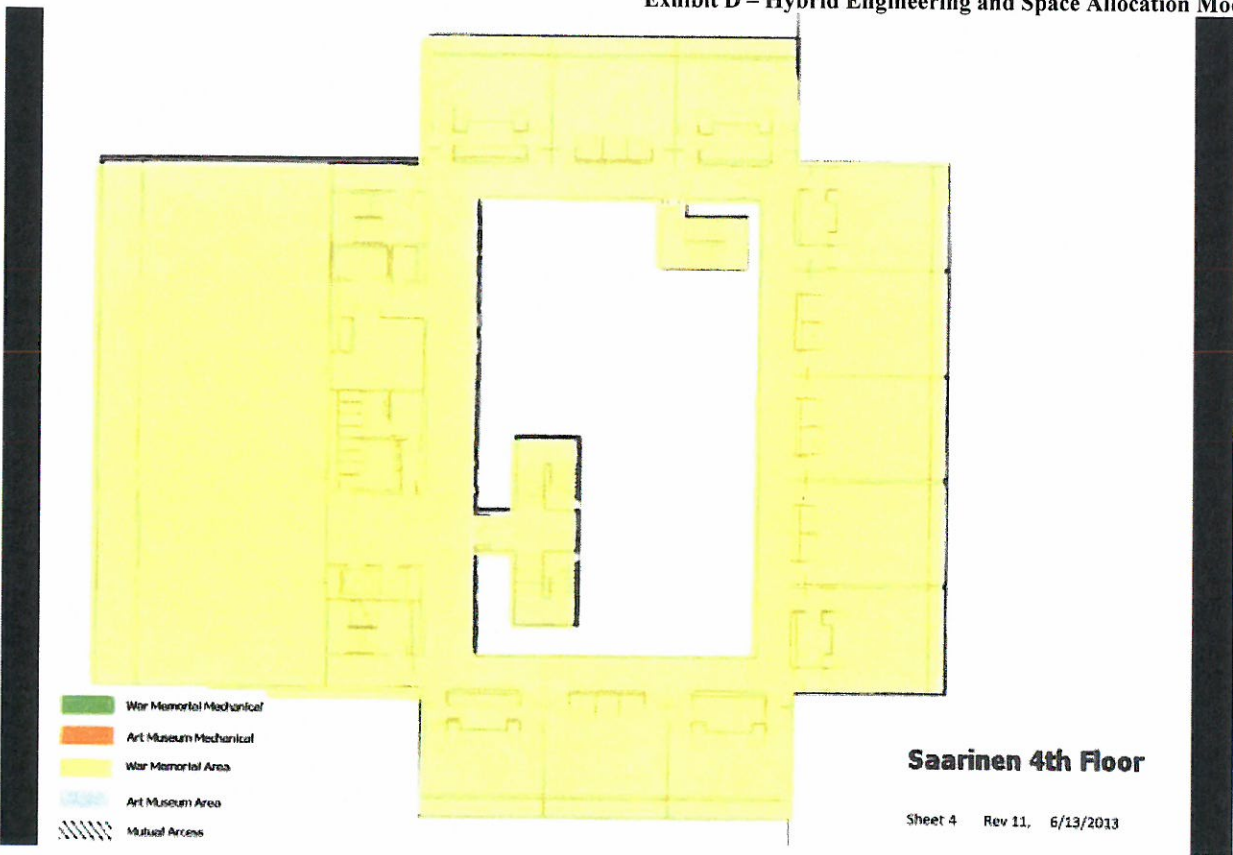 Exhibit D – Hybrid Engineering and Space Allocation
War Memorial Mechanical
Art Museum Mechanical
War Memorial Area
Art Museum Area
Mutual Access
Saarinen 4th Floor
Sheet 4 Rev 11, 6/13/2013